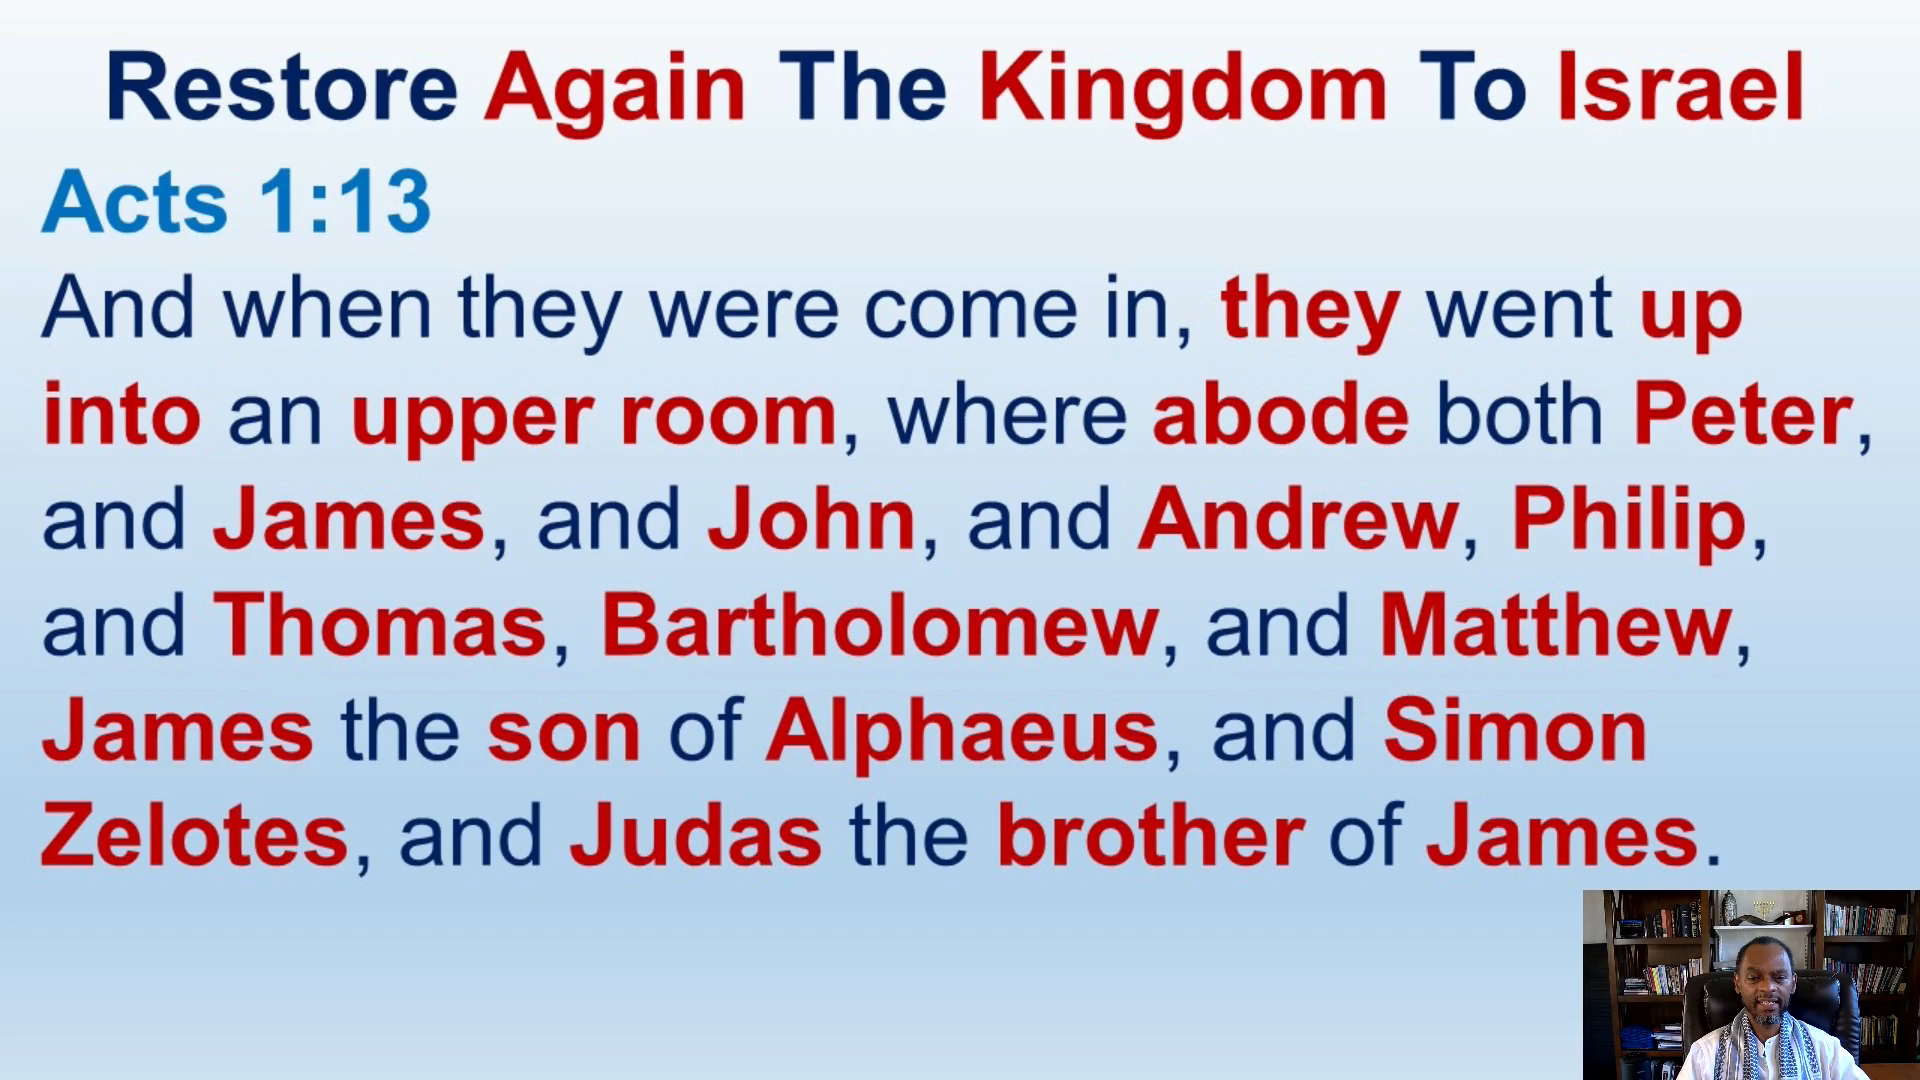 Restore Again The Kingdom To Israel
Acts 1:13
And when they were come in, they went up
into an upper room, where abode both Peter,
and James, and John, and Andrew, Philip,
and Thomas, Bartholomew, and Matthew,
James the son of Alphaeus, and Simon
Zelotes, and Judas the brother of James.